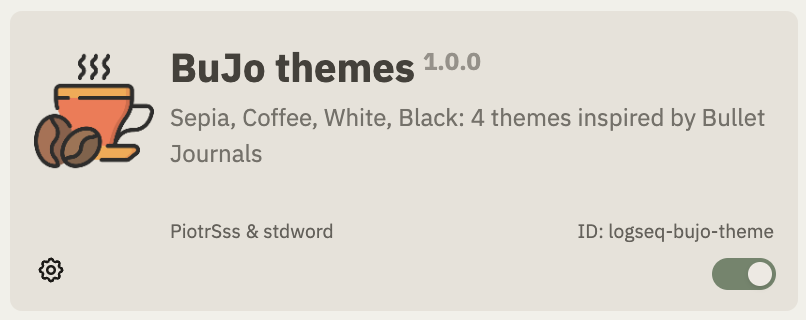 BuJo themes 1.0.0
Sepia, Coffee, White, Black: 4 themes inspired by Bullet
Journals
PiotrSss & stdword
ID: logseq-bujo-theme